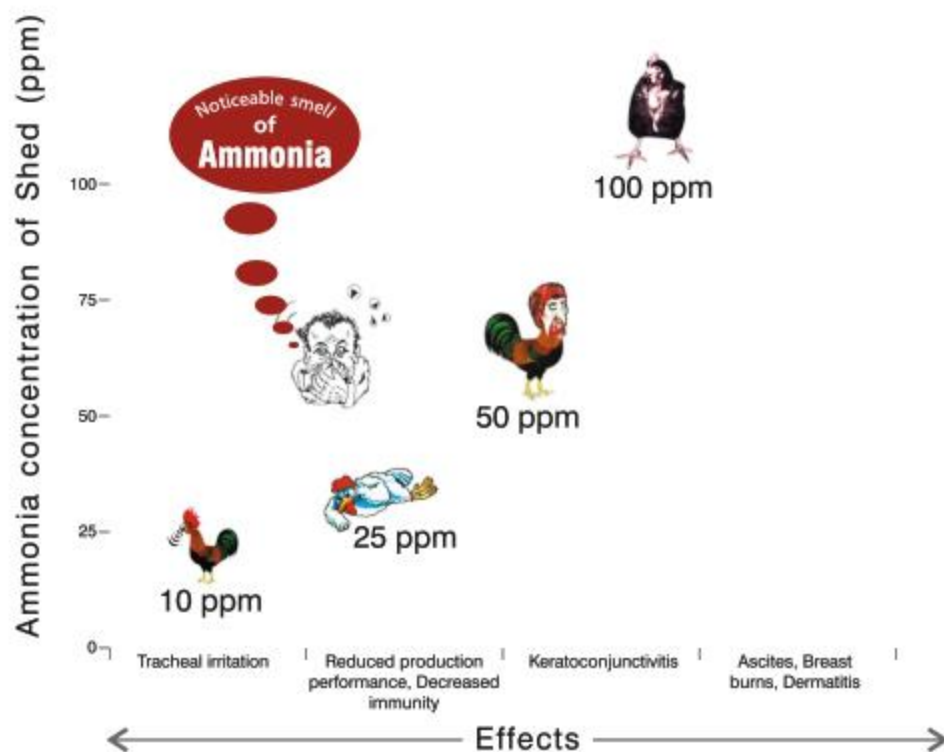 Ammonia concentration of Shed (ppm)
Noticeable smell
of
Ammonia
100
75
50
25
0
100 ppm
50 ppm
25 ppm
10 ppm
Tracheal irritation
Reduced production
performance, Decreased
immunity
Keratoconjunctivitis
Ascites, Breast
burns, Dermatitis
Effects